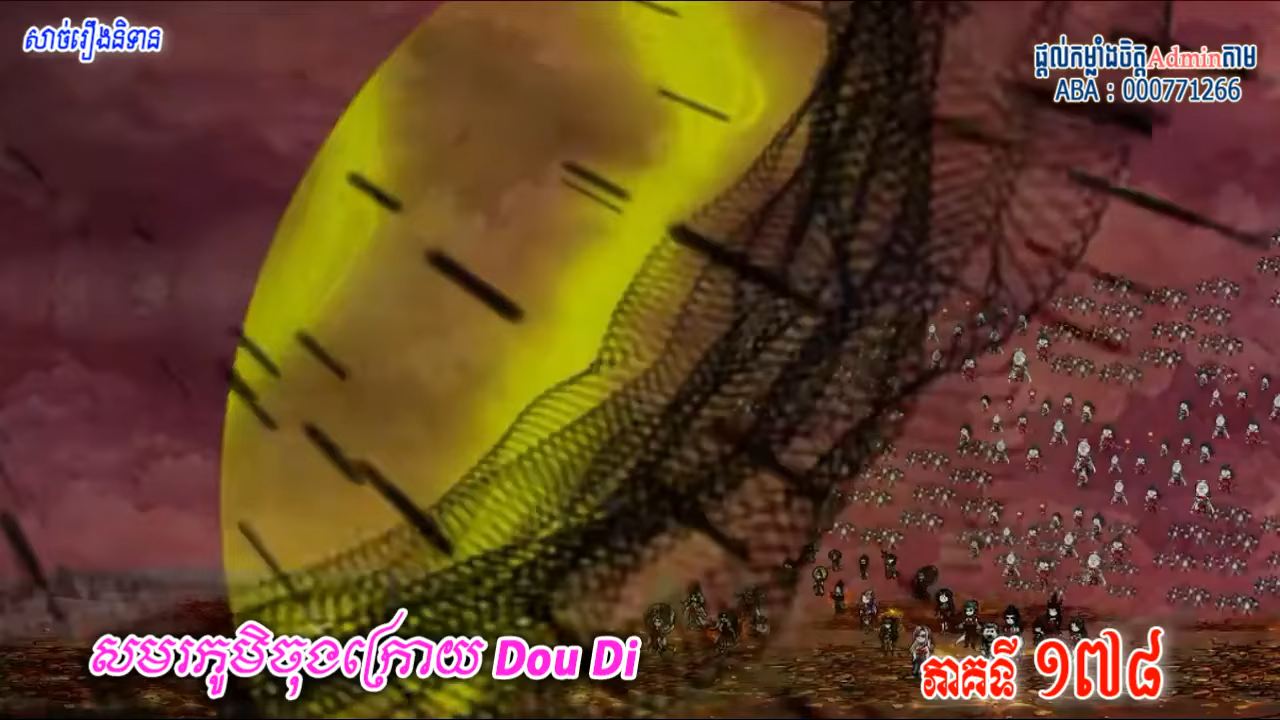 សាច់រឿងនិទាន
ផ្តល់កម្លាំងចិត្តAdminតាម
ABA : 000771266
សមរភូមិចុងក្រោយ Dou Di
ភាគទី ១៧៨